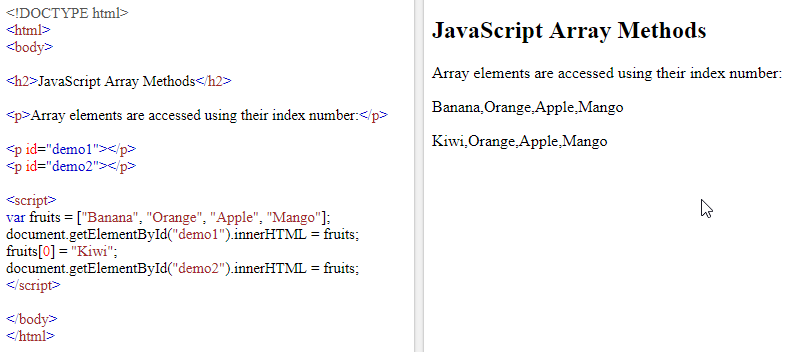 <!DOCTYPE html>
<html>
<body>
<h2>JavaScript Array Methods</h2>
<p>Array elements are accessed using their index number:</p>
<p id="demo1"></p>
<p id="demo2"></p>
<script>
var fruits = ["Banana", "Orange", "Apple", "Mango"];
document.getElementById("demo1").innerHTML = fruits;
fruits[0] = "Kiwi";
document.getElementById("demo2").innerHTML = fruits;
</script>
</body>
</html>
JavaScript Array Methods
Array elements are accessed using their index number:
Banana,Orange,Apple,Mango
Kiwi,Orange,Apple,Mango